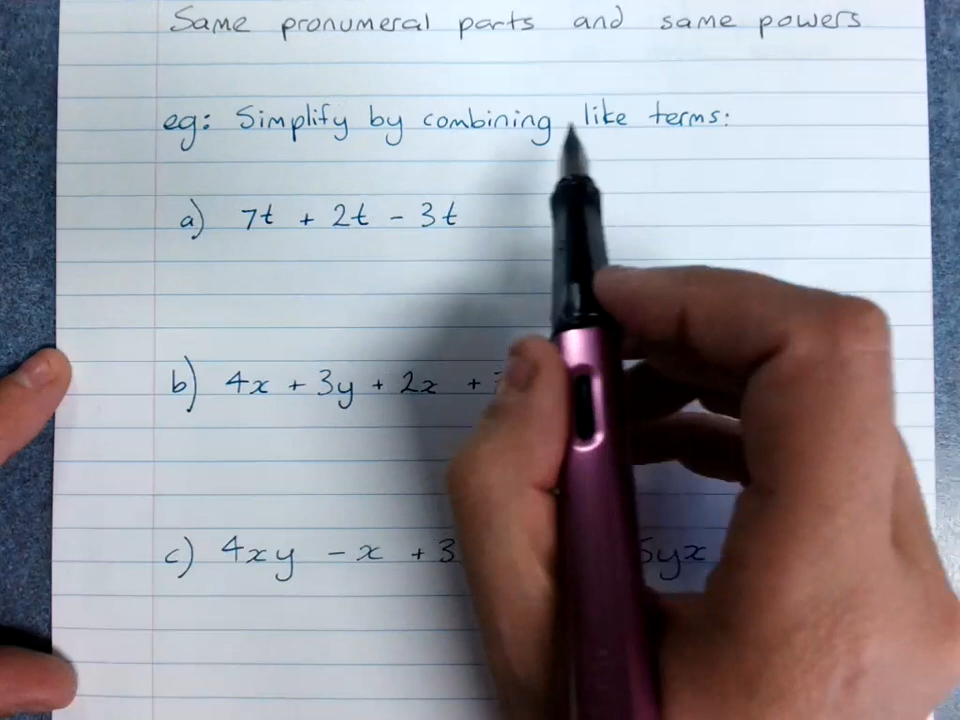 Same pronumeral parts and same powers
eg: Simplify by combining like terms:
a) 7t + 2t - 3t
b) 4x + 3y + 2x +
c) 4xy - x + 3 5yx